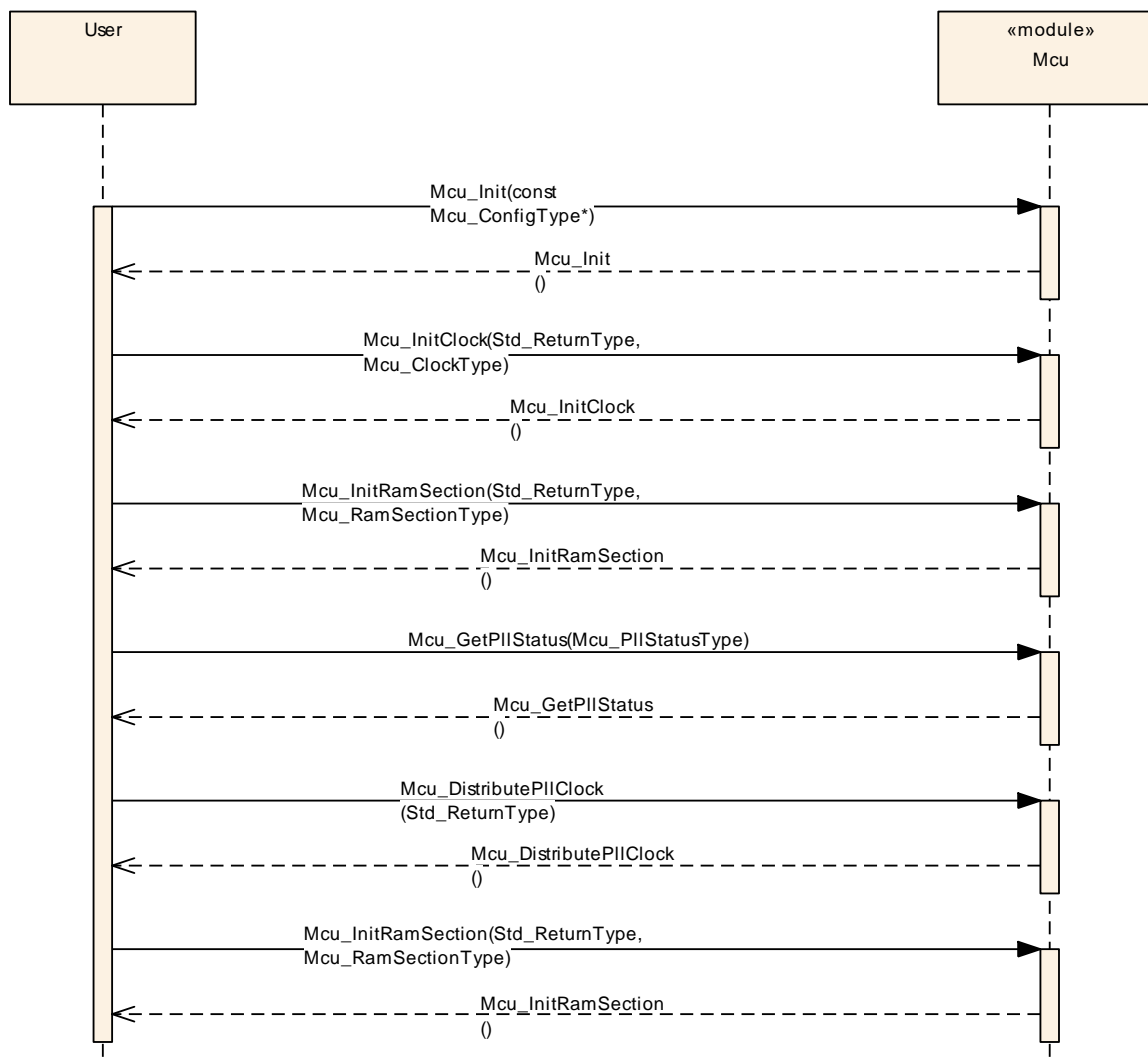 User
«module»
Mcu
Mcu_Init(const
Mcu_ConfigType*)
Mcu_Init
()
Mcu_InitClock(Std_ReturnType,
Mcu_ClockType)
Mcu_InitClock
()
Mcu_InitRamSection(Std_ReturnType,
Mcu_RamSectionType)
Mcu_InitRamSection
()
Mcu_GetPllStatus(Mcu_PllStatusType)
Mcu_GetPllStatus
()
Mcu_DistributePllClock
(Std_ReturnType)
Mcu_DistributePllClock
()
Mcu_InitRamSection(Std_ReturnType,
Mcu_RamSectionType)
Mcu_InitRamSection
()